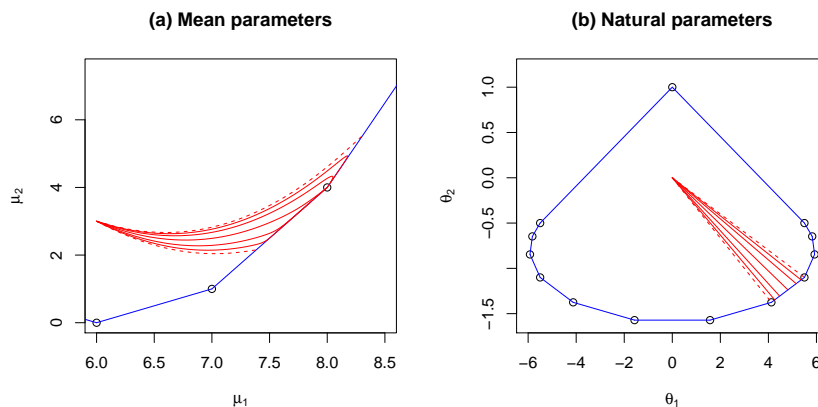 (a) Mean parameters
6
4
2
0
μ2
6.0 6.5 7.0 7.5 8.0 8.5
μ1
(b) Natural parameters
1.0
0.5
0.0
−0.5
−1.5
θ2
−6 −4 −2 0 2 4 6
θ1